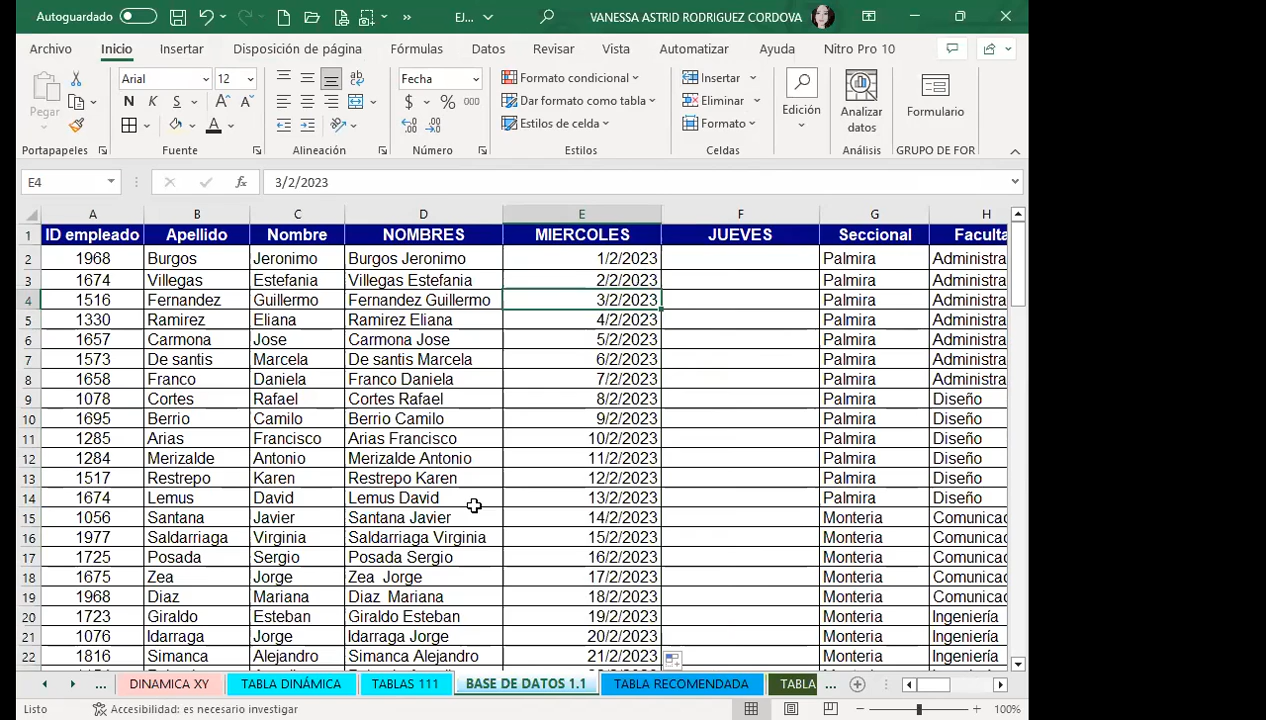 Autoguardado EJ... VANESSA ASTRID RODRIGUEZ CORDOVA
Archivo Inicio Insertar Disposición de página Fórmulas Datos Revisar Vista Automatizar Ayuda Nitro Pro 10
Pegar Arial 12 Fecha Formato condicional Insertar Edición Analizar datos Formulario
N K S $ % 000 Dar formato como tabla Eliminar
A Estilos de celda Formato
Portapapeles Fuente Alineación Número Estilos Celdas Análisis GRUPO DE FOR
E4 fx 3/2/2023
A B C D E F G H
1 ID empleado Apellido Nombre NOMBRES MIERCOLES JUEVES Seccional Faculta
2 1968 Burgos Jeronimo Burgos Jeronimo 1/2/2023 Palmira Administra
3 1674 Villegas Estefania Villegas Estefania 2/2/2023 Palmira Administra
4 1516 Fernandez Guillermo Fernandez Guillermo 3/2/2023 Palmira Administra
5 1330 Ramirez Eliana Ramirez Eliana 4/2/2023 Palmira Administra
6 1657 Carmona Jose Carmona Jose 5/2/2023 Palmira Administra
7 1573 De santis Marcela De santis Marcela 6/2/2023 Palmira Administra
8 1658 Franco Daniela Franco Daniela 7/2/2023 Palmira Administra
9 1078 Cortes Rafael Cortes Rafael 8/2/2023 Palmira Diseño
10 1695 Berrio Camilo Berrio Camilo 9/2/2023 Palmira Diseño
11 1285 Arias Francisco Arias Francisco 10/2/2023 Palmira Diseño
12 1284 Merizalde Antonio Merizalde Antonio 11/2/2023 Palmira Diseño
13 1517 Restrepo Karen Restrepo Karen 12/2/2023 Palmira Diseño
14 1674 Lemus David Lemus David 13/2/2023 Palmira Diseño
15 1056 Santana Javier Santana Javier 14/2/2023 Monteria Comunicac
16 1977 Saldarriaga Virginia Saldarriaga Virginia 15/2/2023 Monteria Comunicac
17 1725 Posada Sergio Posada Sergio 16/2/2023 Monteria Comunicac
18 1675 Zea Jorge Zea  Jorge 17/2/2023 Monteria Comunicac
19 1968 Diaz Mariana Diaz  Mariana 18/2/2023 Monteria Comunicac
20 1723 Giraldo Esteban Giraldo Esteban 19/2/2023 Monteria Ingeniería
21 1076 Idarraga Jorge Idarraga Jorge 20/2/2023 Monteria Ingeniería
22 1816 Simanca Alejandro Simanca Alejandro 21/2/2023 Monteria Ingeniería
... DINAMICA XY TABLA DINÁMICA TABLAS 111 BASE DE DATOS 1.1 TABLA RECOMENDADA TABLA ...
Listo Accesibilidad: es necesario investigar 100%